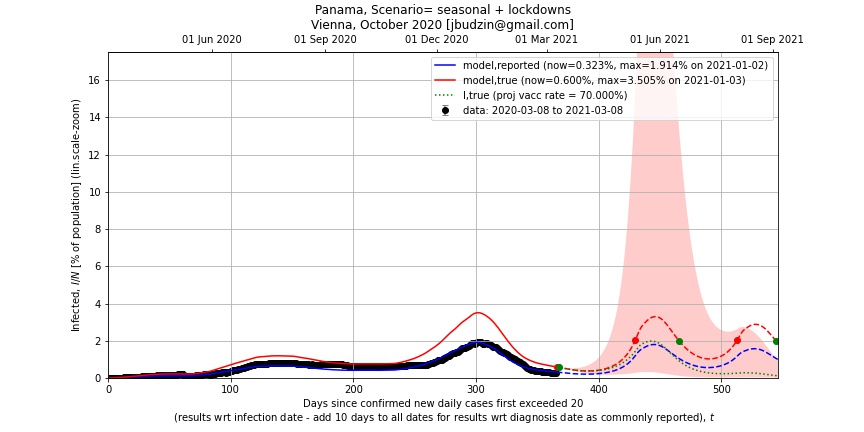 Panama, Scenario= seasonal + lockdowns
Vienna, October 2020 [jbudzin@gmail.com]
01 Jun 2020 01 Sep 2020 01 Dec 2020 01 Mar 2021 01 Jun 2021 01 Sep 2021
model,reported (now=0.323%, max=1.914% on 2021-01-02)
model,true (now=0.600%, max=3.505% on 2021-01-03)
I,true (proj vacc rate = 70.000%)
data: 2020-03-08 to 2021-03-08
Infected, I/N [% of population] (lin.scale-zoom)
16
14
12
10
8
6
4
2
0
0 100 200 300 400 500
Days since confirmed new daily cases first exceeded 20
(results wrt infection date - add 10 days to all dates for results wrt diagnosis date as commonly reported), t